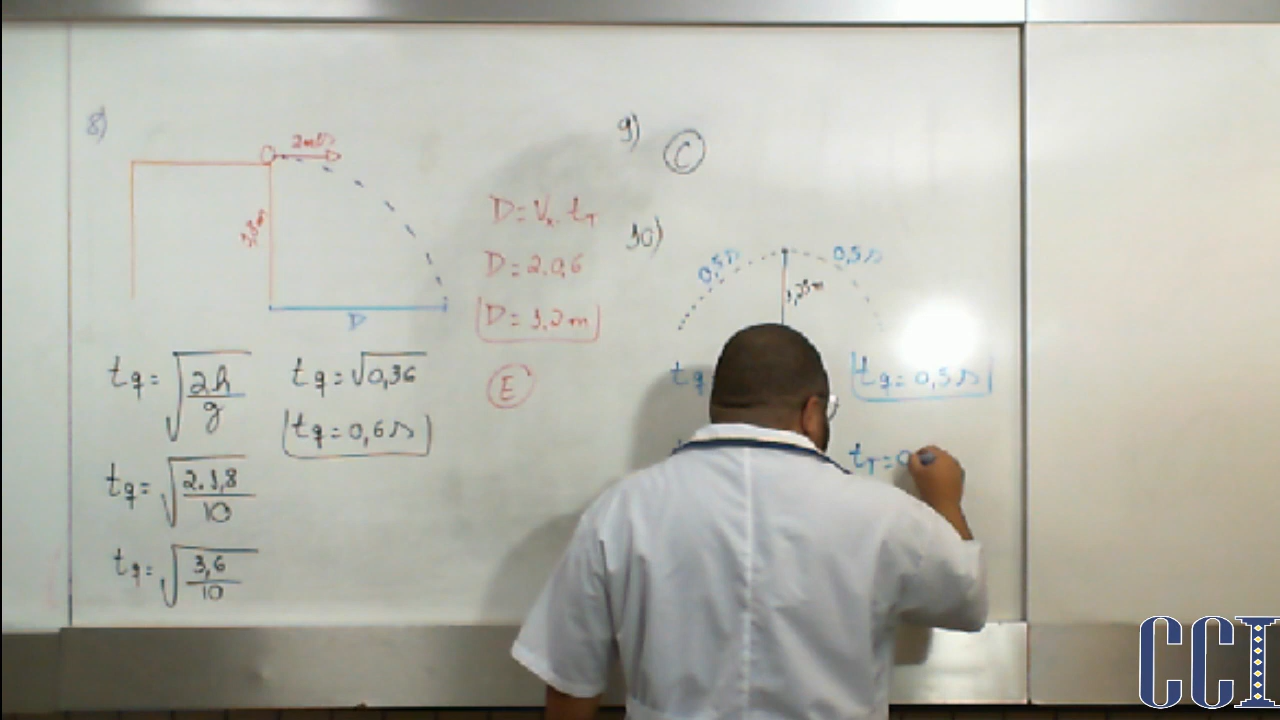 8)
2m/s
1,8m
D
tq = √2h/g
tq = √2.1,8/10
tq = √3,6/10
tq = √0,36
tq = 0,6 s
D = Vx . tT
D = 2.0,6
D = 1,2 m
E
9)
C
10)
0,5 s
0,5 s
1,25m
tq
tq = 0,5 s
tT = 0
CCI